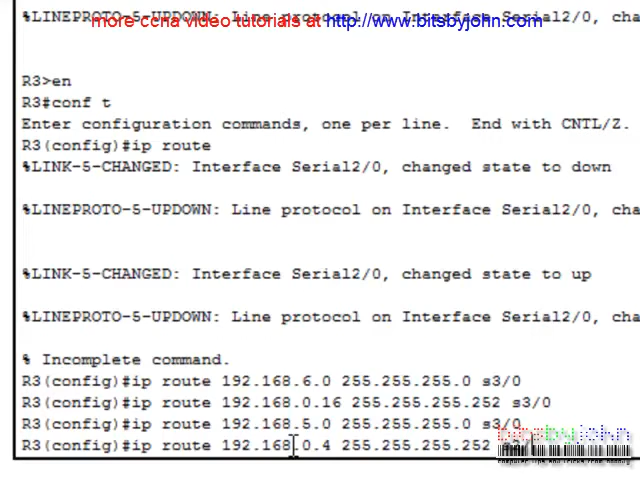 %LINEPROTO-5-UPDOWN: Line protocol on Interface Serial2/0, cha
more ccna video tutorials at http://www.bitsbyjohn.com
R3>en
R3#conf t
Enter configuration commands, one per line.  End with CNTL/Z.
R3(config)#ip route
%LINK-5-CHANGED: Interface Serial2/0, changed state to down
%LINEPROTO-5-UPDOWN: Line protocol on Interface Serial2/0, cha
%LINK-5-CHANGED: Interface Serial2/0, changed state to up
%LINEPROTO-5-UPDOWN: Line protocol on Interface Serial2/0, cha
% Incomplete command.
R3(config)#ip route 192.168.6.0 255.255.255.0 s3/0
R3(config)#ip route 192.168.0.16 255.255.255.252 s3/0
R3(config)#ip route 192.168.5.0 255.255.255.0 s3/0
R3(config)#ip route 192.168.0.4 255.255.255.252
bitsbyjohn